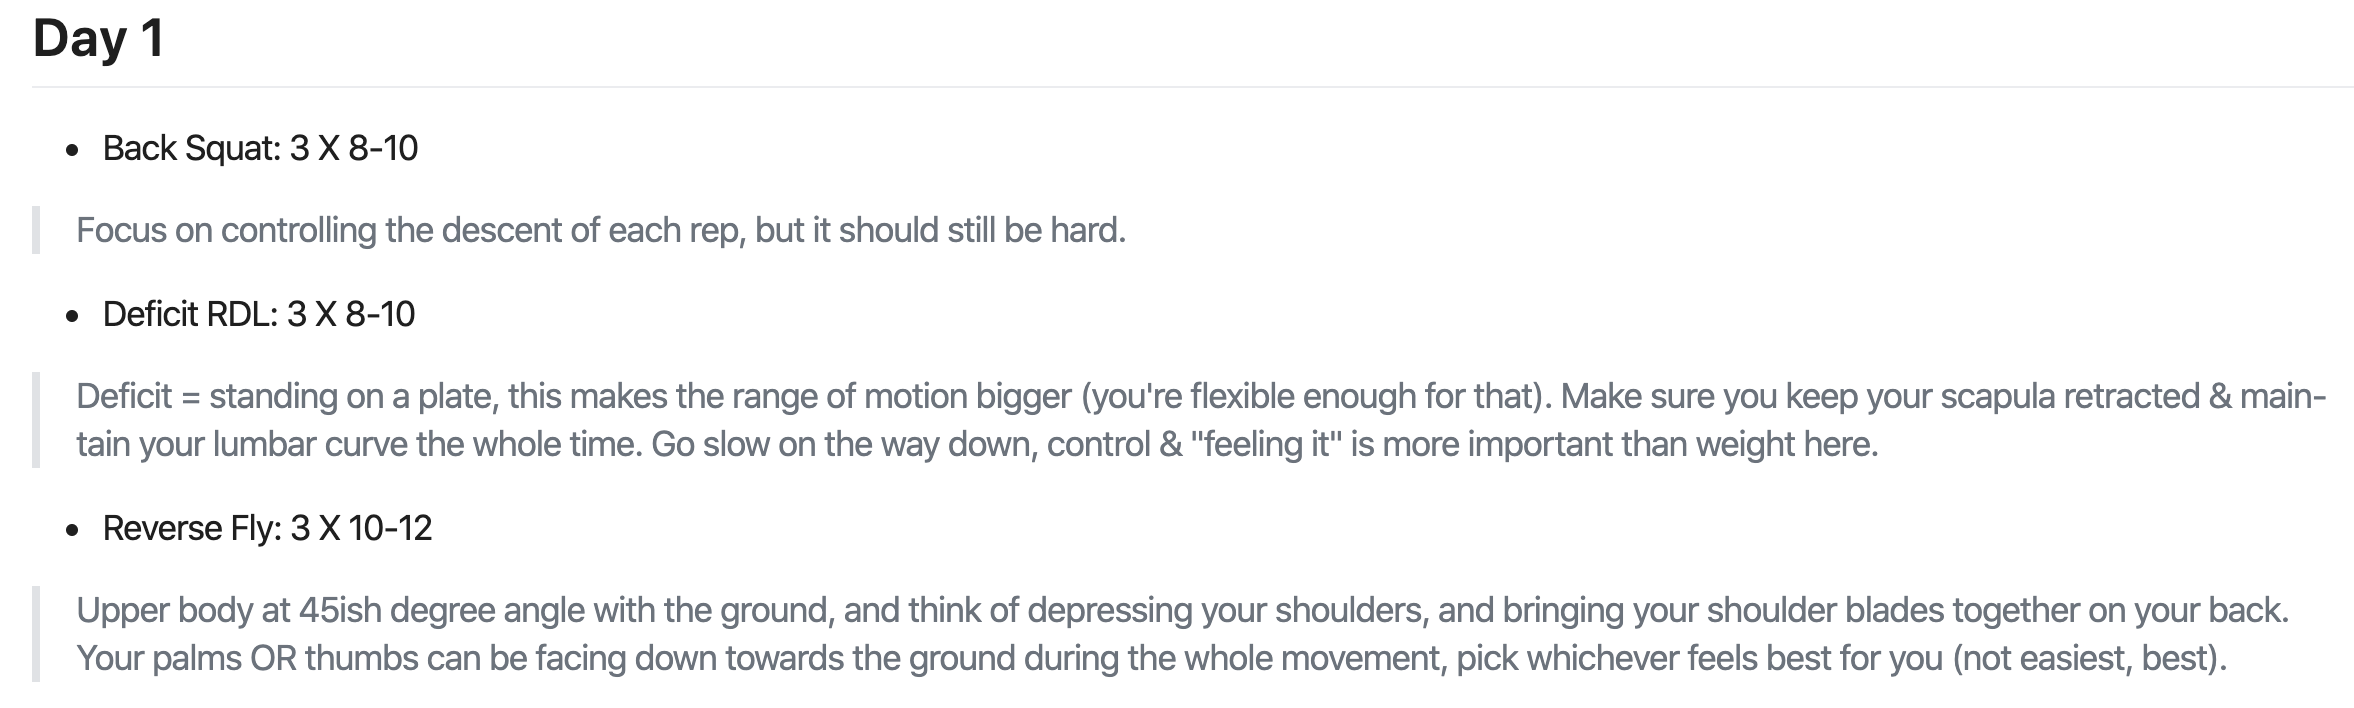 Day 1
• Back Squat: 3 X 8-10
Focus on controlling the descent of each rep, but it should still be hard.
• Deficit RDL: 3 X 8-10
Deficit = standing on a plate, this makes the range of motion bigger (you're flexible enough for that). Make sure you keep your scapula retracted & main-
tain your lumbar curve the whole time. Go slow on the way down, control & "feeling it" is more important than weight here.
• Reverse Fly: 3 X 10-12
Upper body at 45ish degree angle with the ground, and think of depressing your shoulders, and bringing your shoulder blades together on your back.
Your palms OR thumbs can be facing down towards the ground during the whole movement, pick whichever feels best for you (not easiest, best).